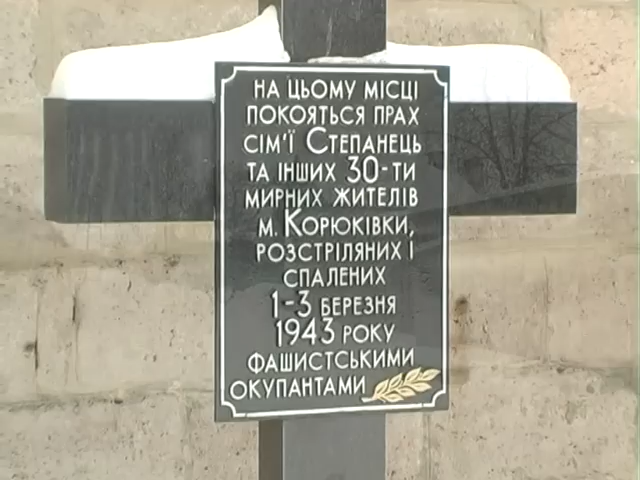 НА ЦЬОМУ МІСЦІ
ПОКОЯТЬСЯ ПРАХ
СІМ'Ї СТЕПАНЕЦЬ
ТА ІНШИХ 30-ТИ
МИРНИХ ЖИТЕЛІВ
М. КОРЮКІВКИ,
РОЗСТРІЛЯНИХ І
СПАЛЕНИХ
1-3 БЕРЕЗНЯ
1943 РОКУ
ФАШИСТСЬКИМИ
ОКУПАНТАМИ